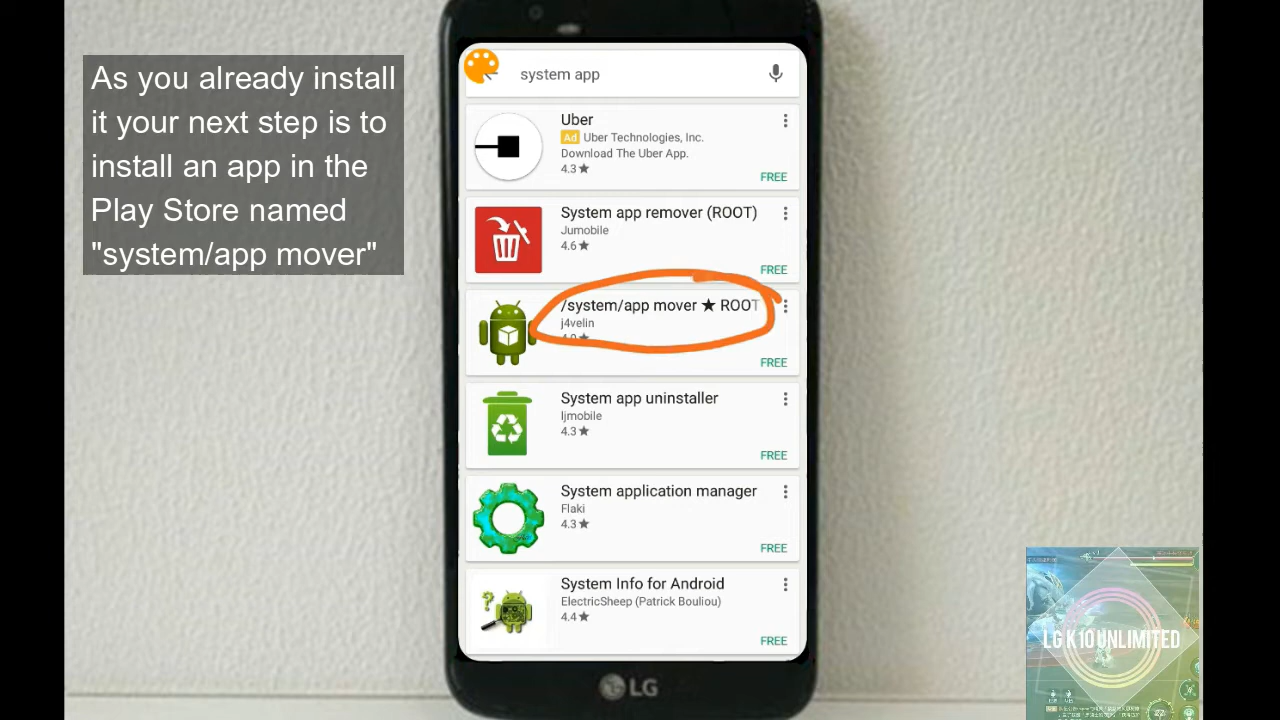 As you already install
it your next step is to
install an app in the
Play Store named
"system/app mover"
system app
Uber
Ad Uber Technologies, Inc.
Download The Uber App.
4.3★
FREE
System app remover (ROOT)
Jumobile
4.6★
FREE
/system/app mover ★ ROOT
j4velin
FREE
System app uninstaller
ljmobile
4.3★
FREE
System application manager
Flaki
4.3★
FREE
System Info for Android
ElectricSheep (Patrick Bouliou)
4.4★
FREE
LG
LG K10 UNLIMITED